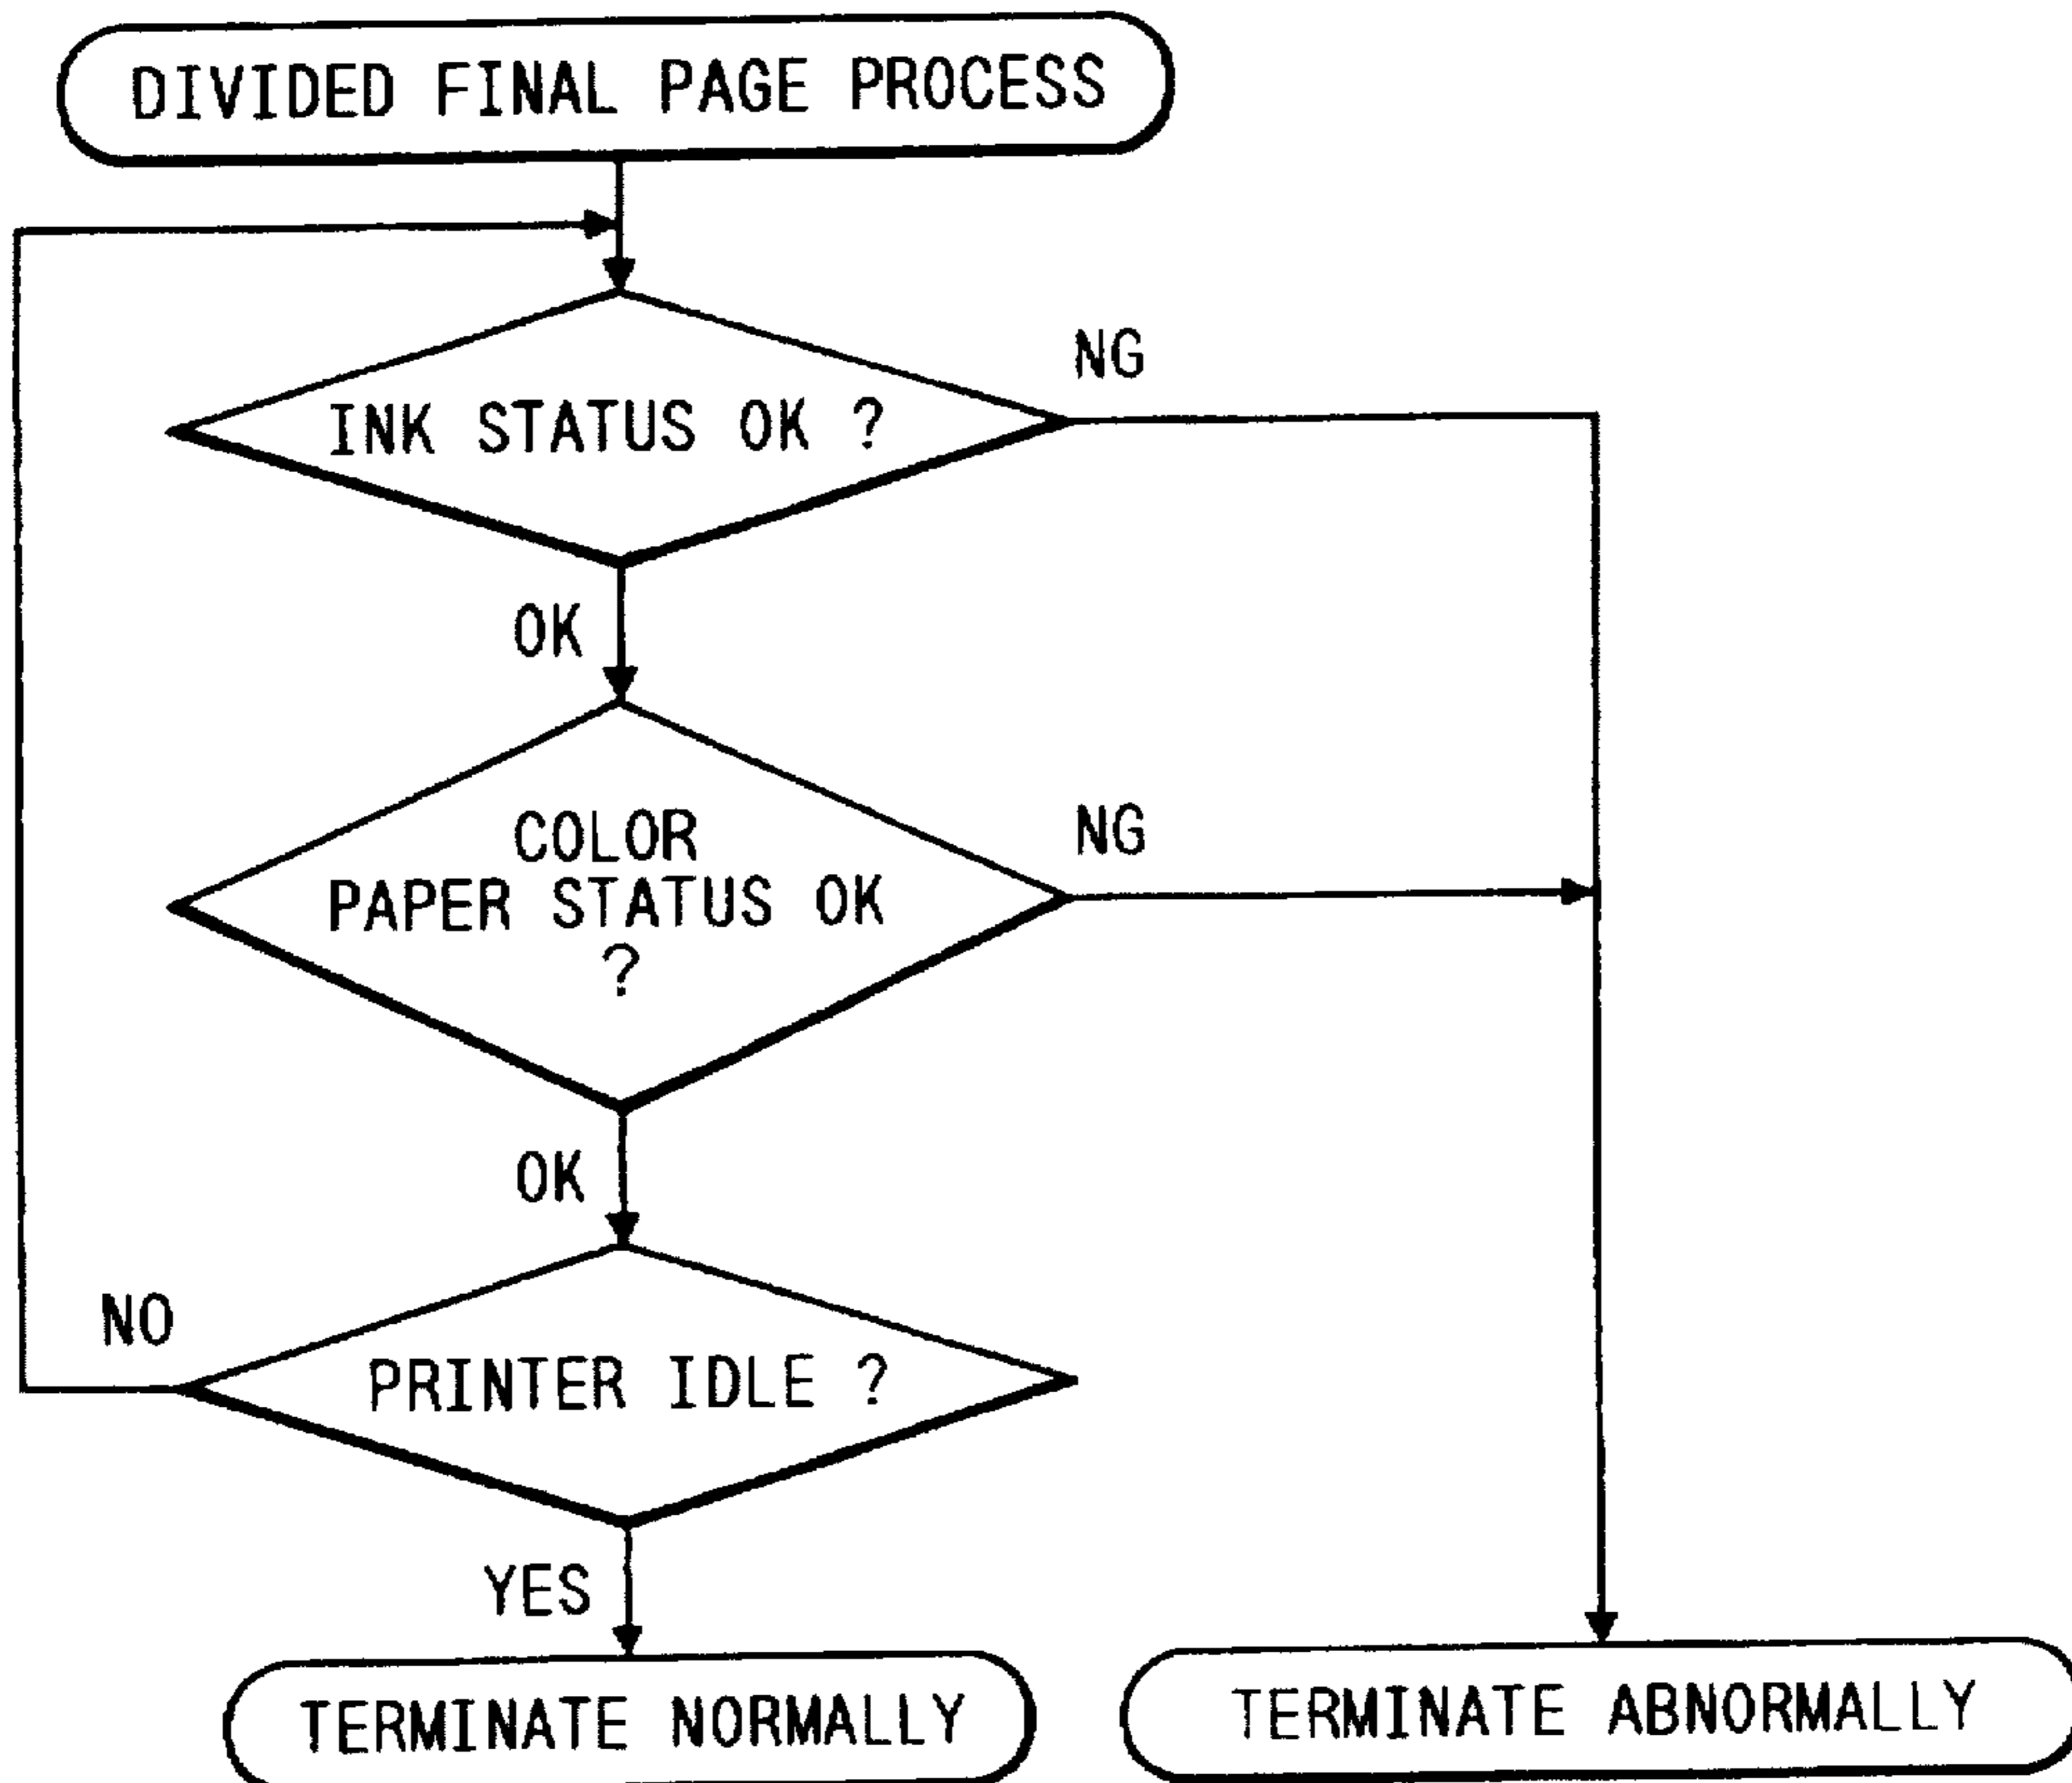 DIVIDED FINAL PAGE PROCESS
NG
INK STATUS OK ?
OK
COLOR
PAPER STATUS OK
?
NG
OK
NO
PRINTER IDLE ?
YES
TERMINATE NORMALLY
TERMINATE ABNORMALLY